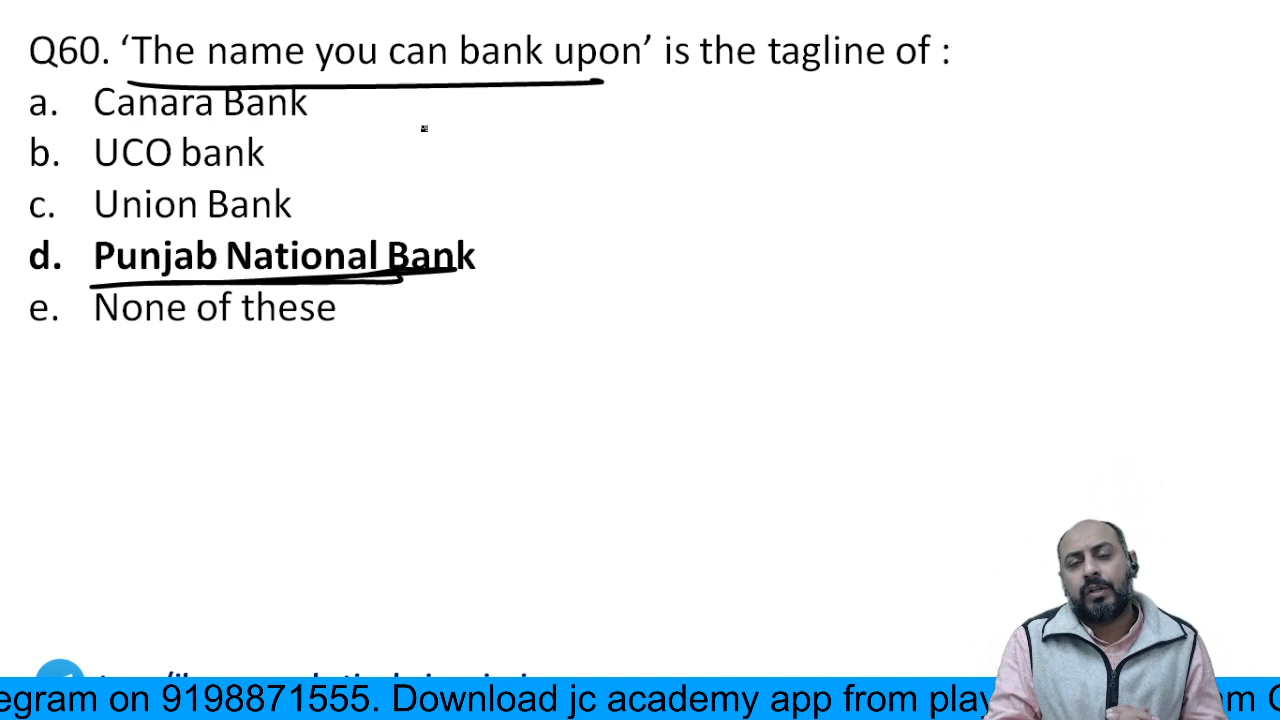 Q60. ‘The name you can bank upon’ is the tagline of :
a. Canara Bank
b. UCO bank
c. Union Bank
d. Punjab National Bank
e. None of these
egram on 9198871555. Download jc academy app from play